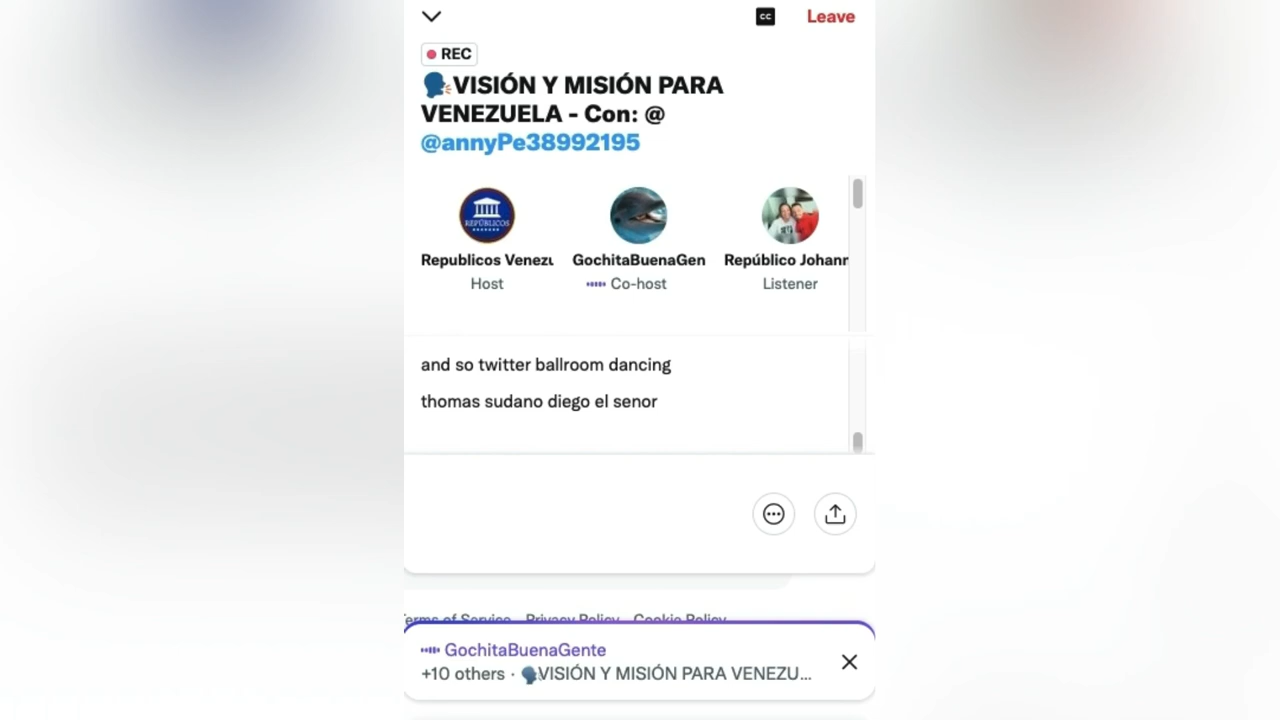 CC Leave
REC
VISIÓN Y MISIÓN PARA
VENEZUELA - Con: @
@annyPe38992195
REPÚBLICOS
Republicos Venezu GochitaBuenaGen Repúblico Johann
Host Co-host Listener
and so twitter ballroom dancing
thomas sudano diego el senor
Terms of Service Privacy Policy Cookie Policy
GochitaBuenaGente
+10 others · VISIÓN Y MISIÓN PARA VENEZU...